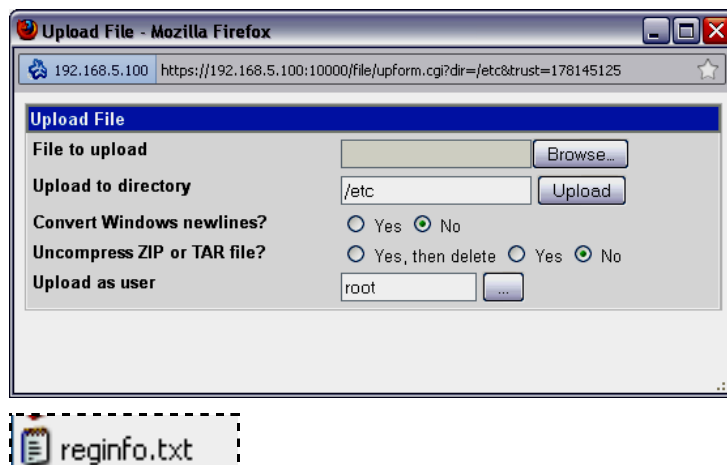 Upload File - Mozilla Firefox
192.168.5.100 https://192.168.5.100:10000/file/upform.cgi?dir=/etc&trust=178145125
Upload File
File to upload Browse...
Upload to directory /etc Upload
Convert Windows newlines? Yes No
Uncompress ZIP or TAR file? Yes, then delete Yes No
Upload as user root ...
reginfo.txt